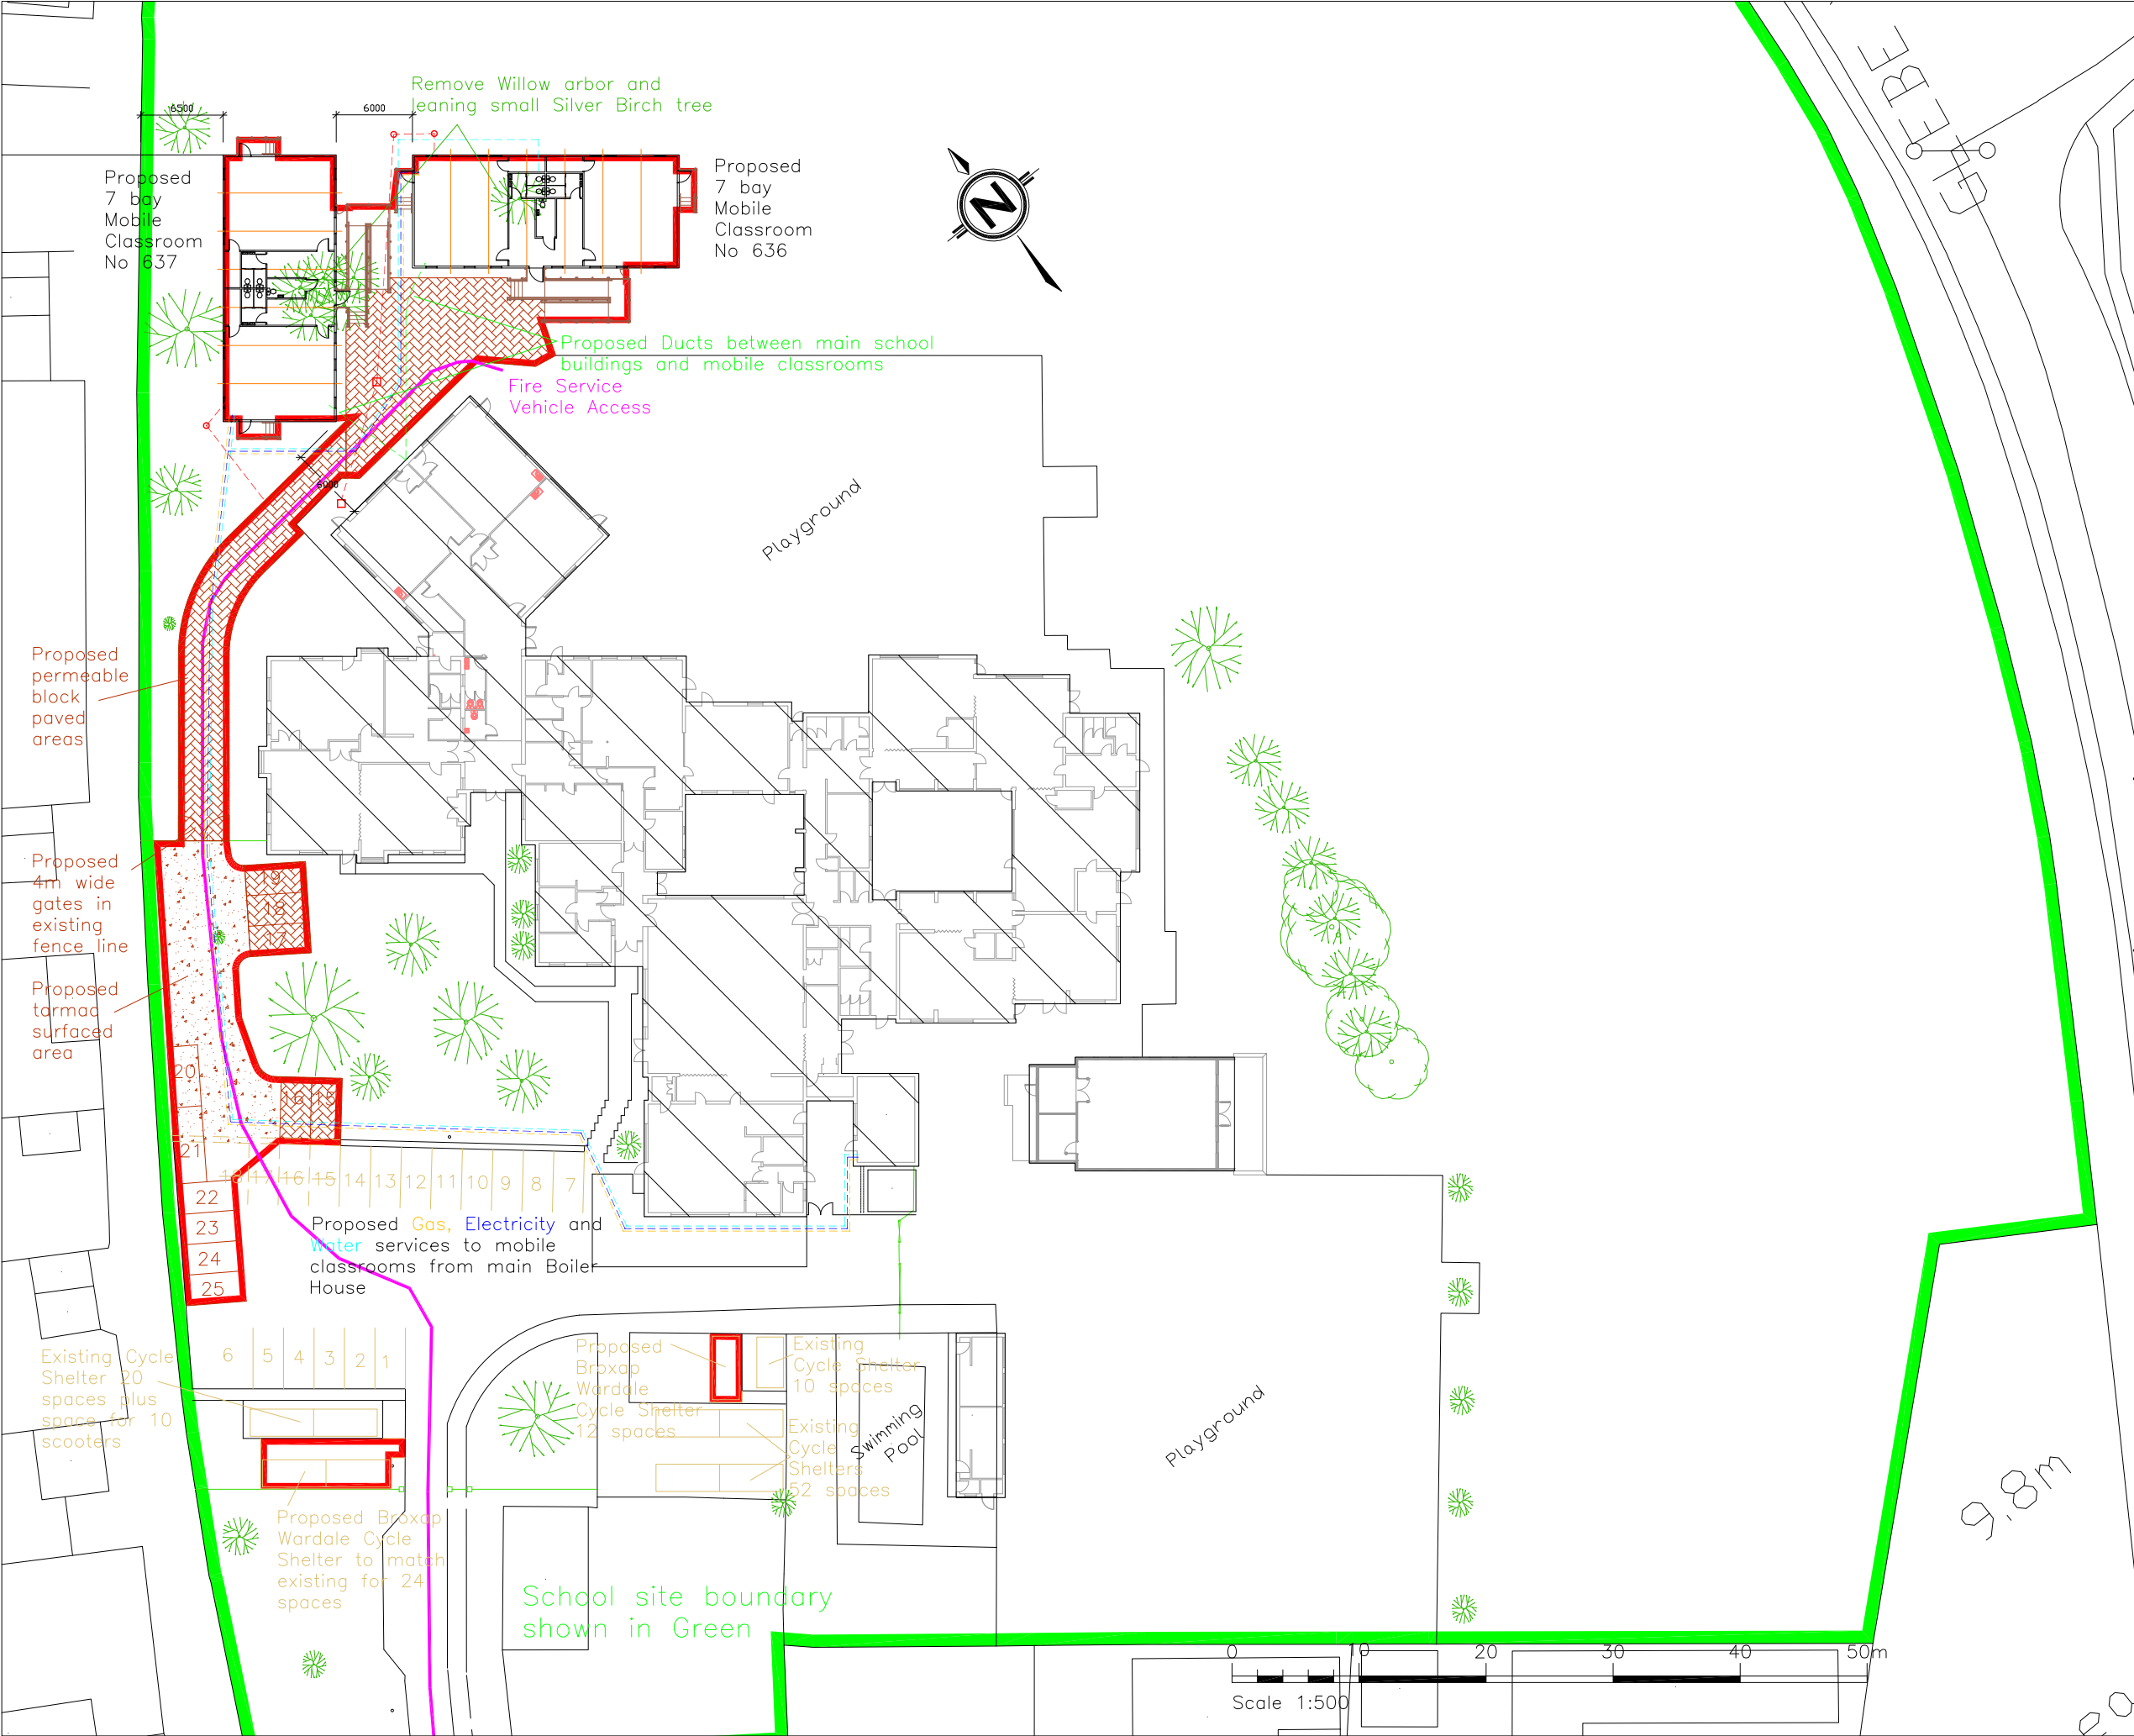 Remove Willow arbor and
leaning small Silver Birch tree
6500
6000
Proposed
7 bay
Mobile
Classroom
No 637
Proposed
7 bay
Mobile
Classroom
No 636
N
GLEBE
Proposed Ducts between main school
buildings and mobile classrooms
Fire Service
Vehicle Access
6000
Playground
Proposed
permeable
block
paved
areas
Proposed
4m wide
gates in
existing
fence line
Proposed
tarmac
surfaced
area
19
18
17
16 15
20
21
22
23
24
25
18 17 16 15 14 13 12 11 10 9 8 7
Proposed Gas, Electricity and
Water services to mobile
classrooms from main Boiler
House
6 5 4 3 2 1
Existing Cycle
Shelter 20
spaces plus
space for 10
scooters
Proposed
Broxap
Wardale
Cycle Shelter
12 spaces
Existing
Cycle Shelter
10 spaces
Existing
Cycle
Shelters
52 spaces
Swimming
Pool
Playground
9.8m
Proposed Broxap
Wardale Cycle
Shelter to match
existing for 24
spaces
School site boundary
shown in Green
0 10 20 30 40 50m
Scale 1:500